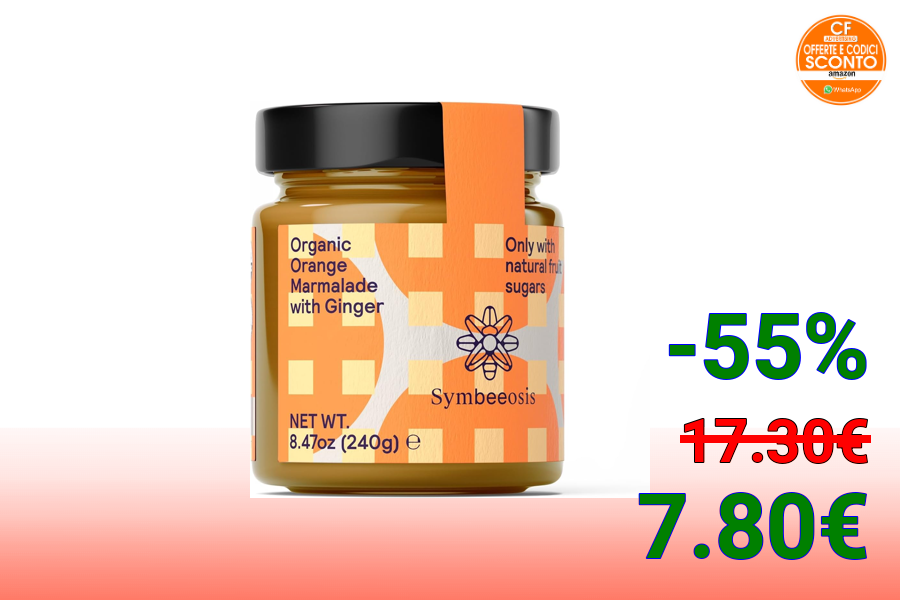 CF
ADVERTISING
OFFERTE E CODICI
SCONTO
amazon
WhatsApp
Organic
Orange
Marmalade
with Ginger
Only with
natural fruit
sugars
Symbeeosis
NET WT.
8.47oz (240g) ℮
-55%
17.30€
7.80€